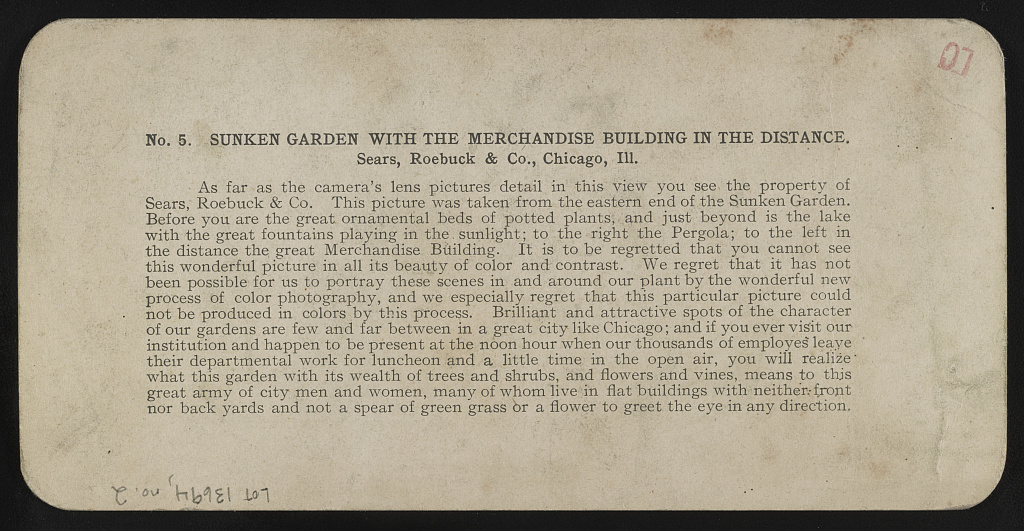 LOT
No. 5. SUNKEN GARDEN WITH THE MERCHANDISE BUILDING IN THE DISTANCE.
Sears, Roebuck & Co., Chicago, Ill.
As far as the camera's lens pictures detail in this view you see the property of
Sears, Roebuck & Co. This picture was taken from the eastern end of the Sunken Garden.
Before you are the great ornamental beds of potted plants, and just beyond is the lake
with the great fountains playing in the sunlight; to the right the Pergola; to the left in
the distance the great Merchandise Building. It is to be regretted that you cannot see
this wonderful picture in all its beauty of color and contrast. We regret that it has not
been possible for us to portray these scenes in and around our plant by the wonderful new
process of color photography, and we especially regret that this particular picture could
not be produced in colors by this process. Brilliant and attractive spots of the character
of our gardens are few and far between in a great city like Chicago; and if you ever visit our
institution and happen to be present at the noon hour when our thousands of employes leave
their departmental work for luncheon and a little time in the open air, you will realize
what this garden with its wealth of trees and shrubs, and flowers and vines, means to this
great army of city men and women, many of whom live in flat buildings with neither front
nor back yards and not a spear of green grass or a flower to greet the eye in any direction.
LOT 13694, no. 2